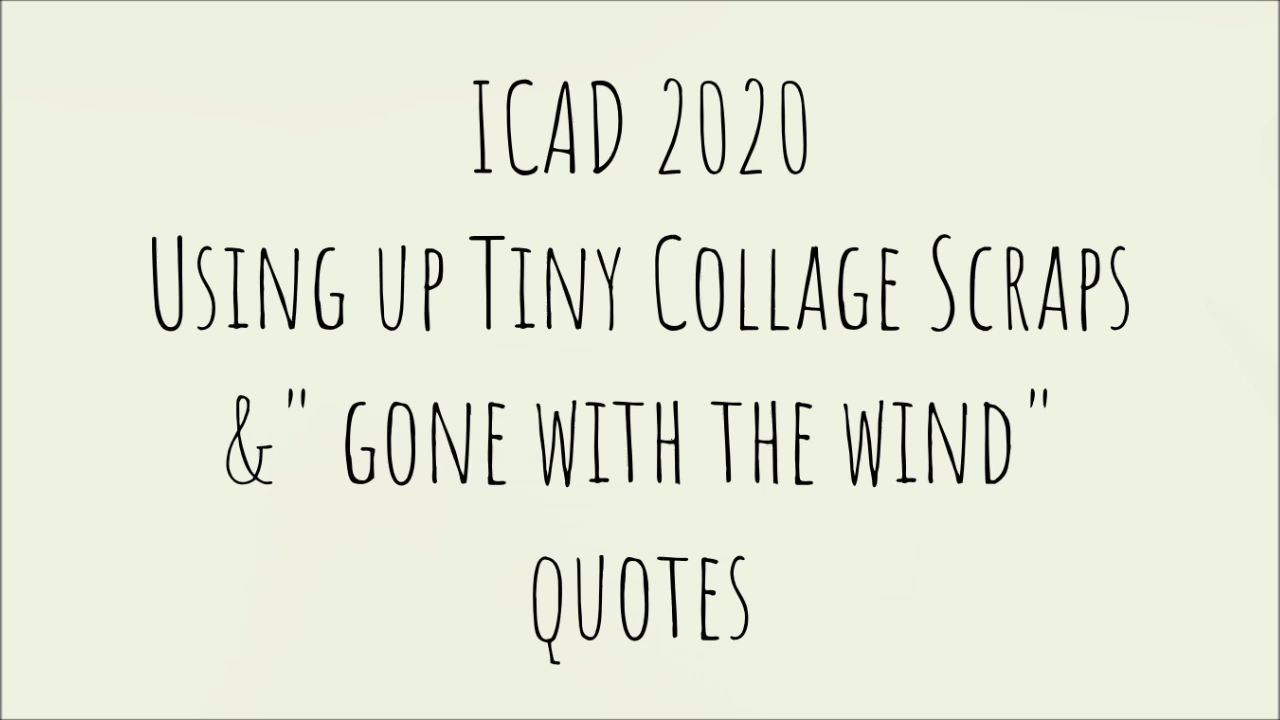 ICAD 2020
Using up Tiny Collage Scraps
& " gone with the wind "
quotes